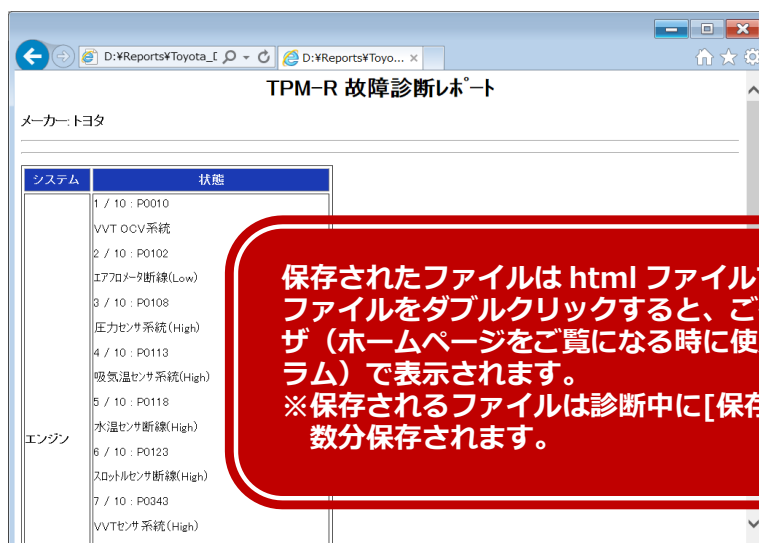 D:¥Reports¥Toyota_[
D:¥Reports¥Toyo... ×
TPM-R 故障診断ﾚﾎﾟｰﾄ
メーカー:トヨタ
システム 状態
1 / 10 : P0010
VVT OCV系統
2 / 10 : P0102
ｴｱﾌﾛﾒｰﾀ断線(Low)
3 / 10 : P0108
圧力ｾﾝｻ系統(High)
4 / 10 : P0113
吸気温ｾﾝｻ系統(High)
5 / 10 : P0118
水温ｾﾝｻ断線(High)
エンジン
6 / 10 : P0123
ｽﾛｯﾄﾙｾﾝｻ断線(High)
7 / 10 : P0343
VVTｾﾝｻ系統(High)
保存されたファイルは html ファイル
ファイルをダブルクリックすると、ご
ザ（ホームページをご覧になる時に使
ラム）で表示されます。
※保存されるファイルは診断中に[保存
数分保存されます。